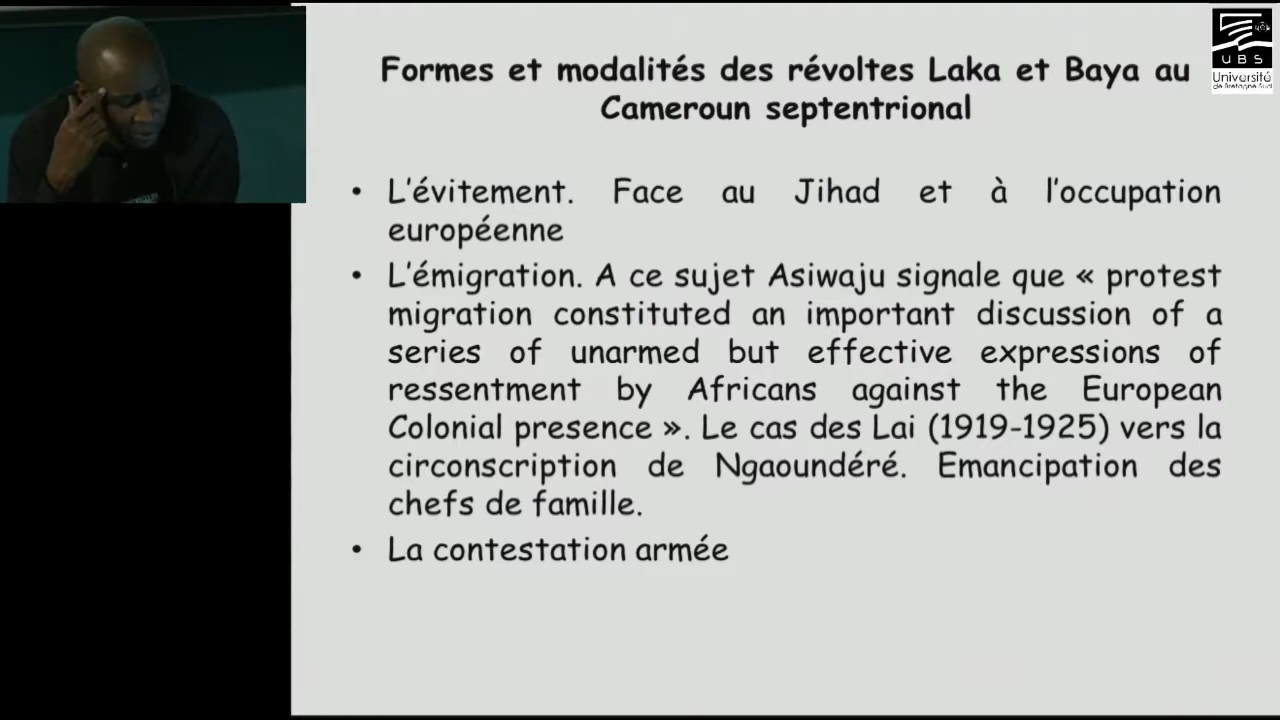 Formes et modalités des révoltes Laka et Baya au
Cameroun septentrional
• L'évitement. Face au Jihad et à l'occupation
européenne
• L'émigration. A ce sujet Asiwaju signale que « protest
migration constituted an important discussion of a
series of unarmed but effective expressions of
ressentment by Africans against the European
Colonial presence ». Le cas des Lai (1919-1925) vers la
circonscription de Ngaoundéré. Emancipation des
chefs de famille.
• La contestation armée
UBS
Université
de Bretagne Sud